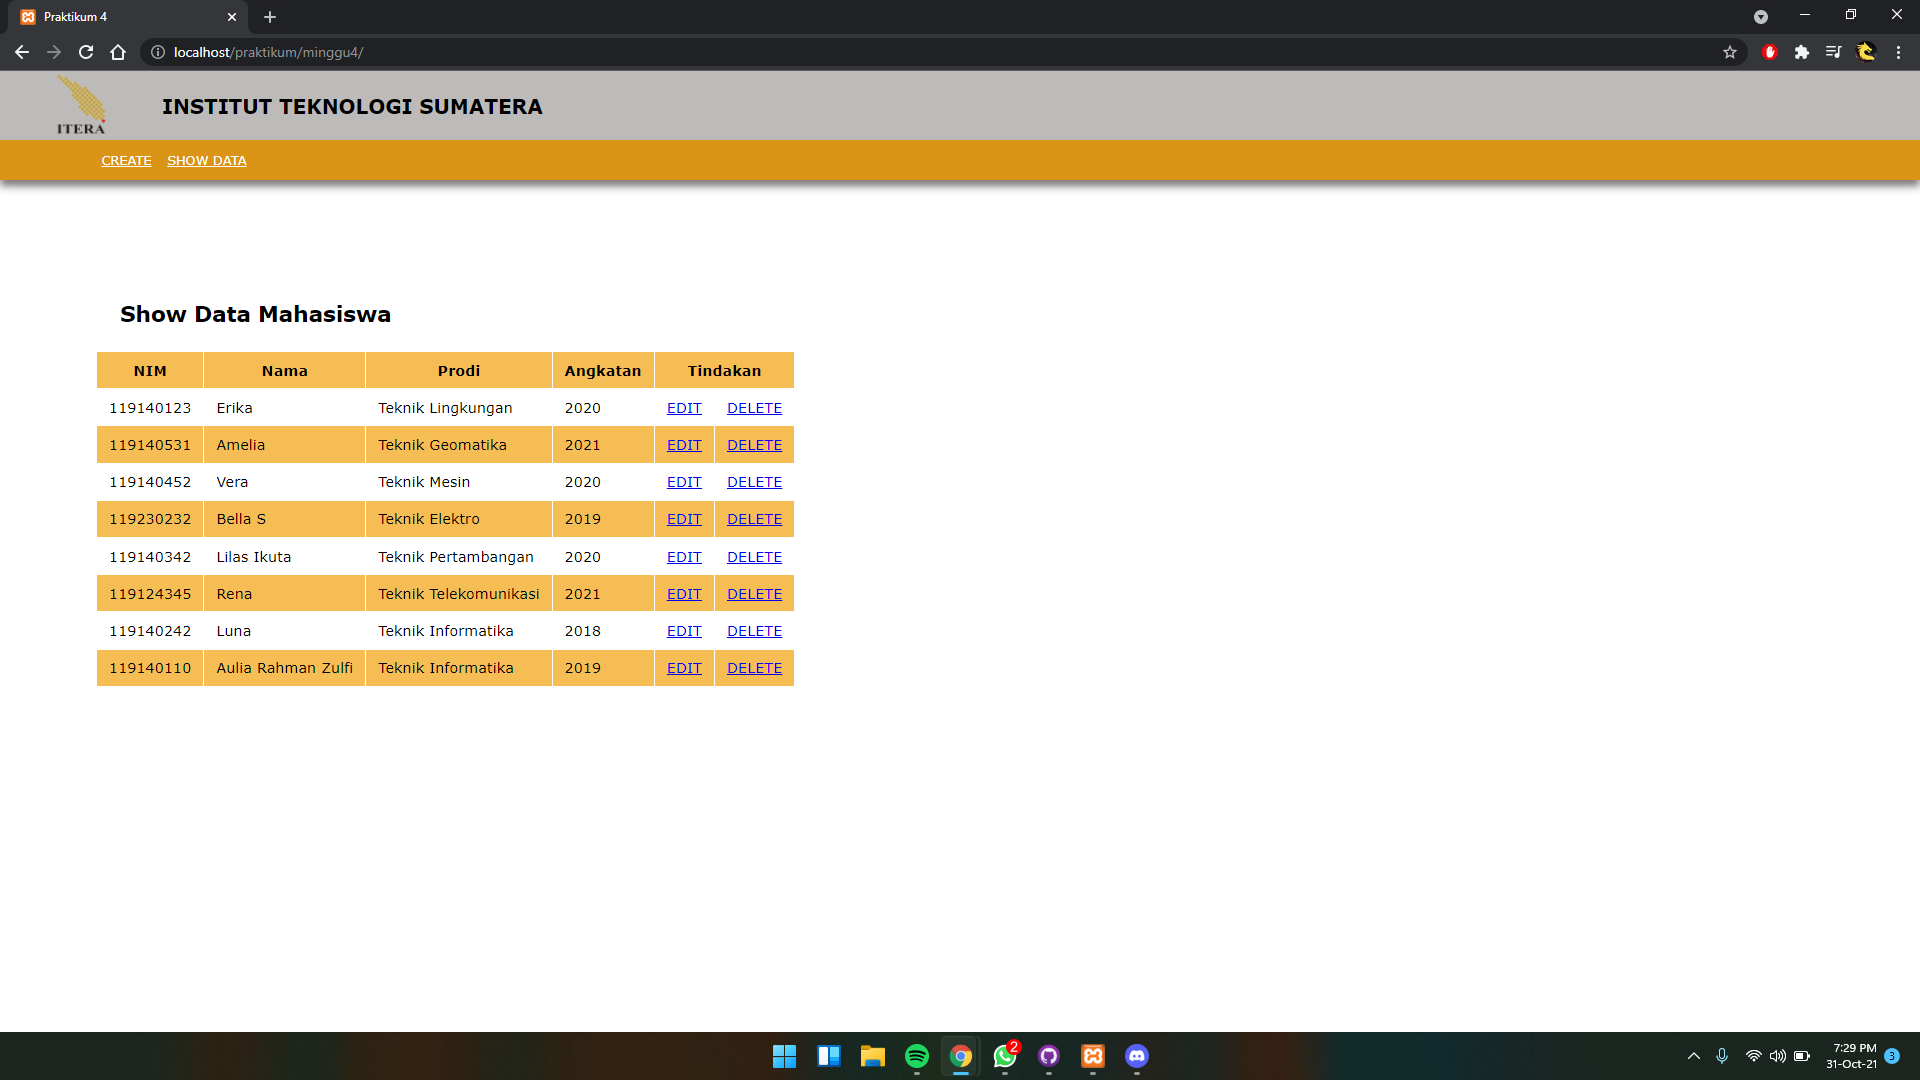 Praktikum 4
localhost/praktikum/minggu4/
ITERA
INSTITUT TEKNOLOGI SUMATERA
CREATE SHOW DATA
Show Data Mahasiswa
NIM Nama Prodi Angkatan Tindakan
119140123 Erika Teknik Lingkungan 2020 EDIT DELETE
119140531 Amelia Teknik Geomatika 2021 EDIT DELETE
119140452 Vera Teknik Mesin 2020 EDIT DELETE
119230232 Bella S Teknik Elektro 2019 EDIT DELETE
119140342 Lilas Ikuta Teknik Pertambangan 2020 EDIT DELETE
119124345 Rena Teknik Telekomunikasi 2021 EDIT DELETE
119140242 Luna Teknik Informatika 2018 EDIT DELETE
119140110 Aulia Rahman Zulfi Teknik Informatika 2019 EDIT DELETE
2
7:29 PM
31-Oct-21
3